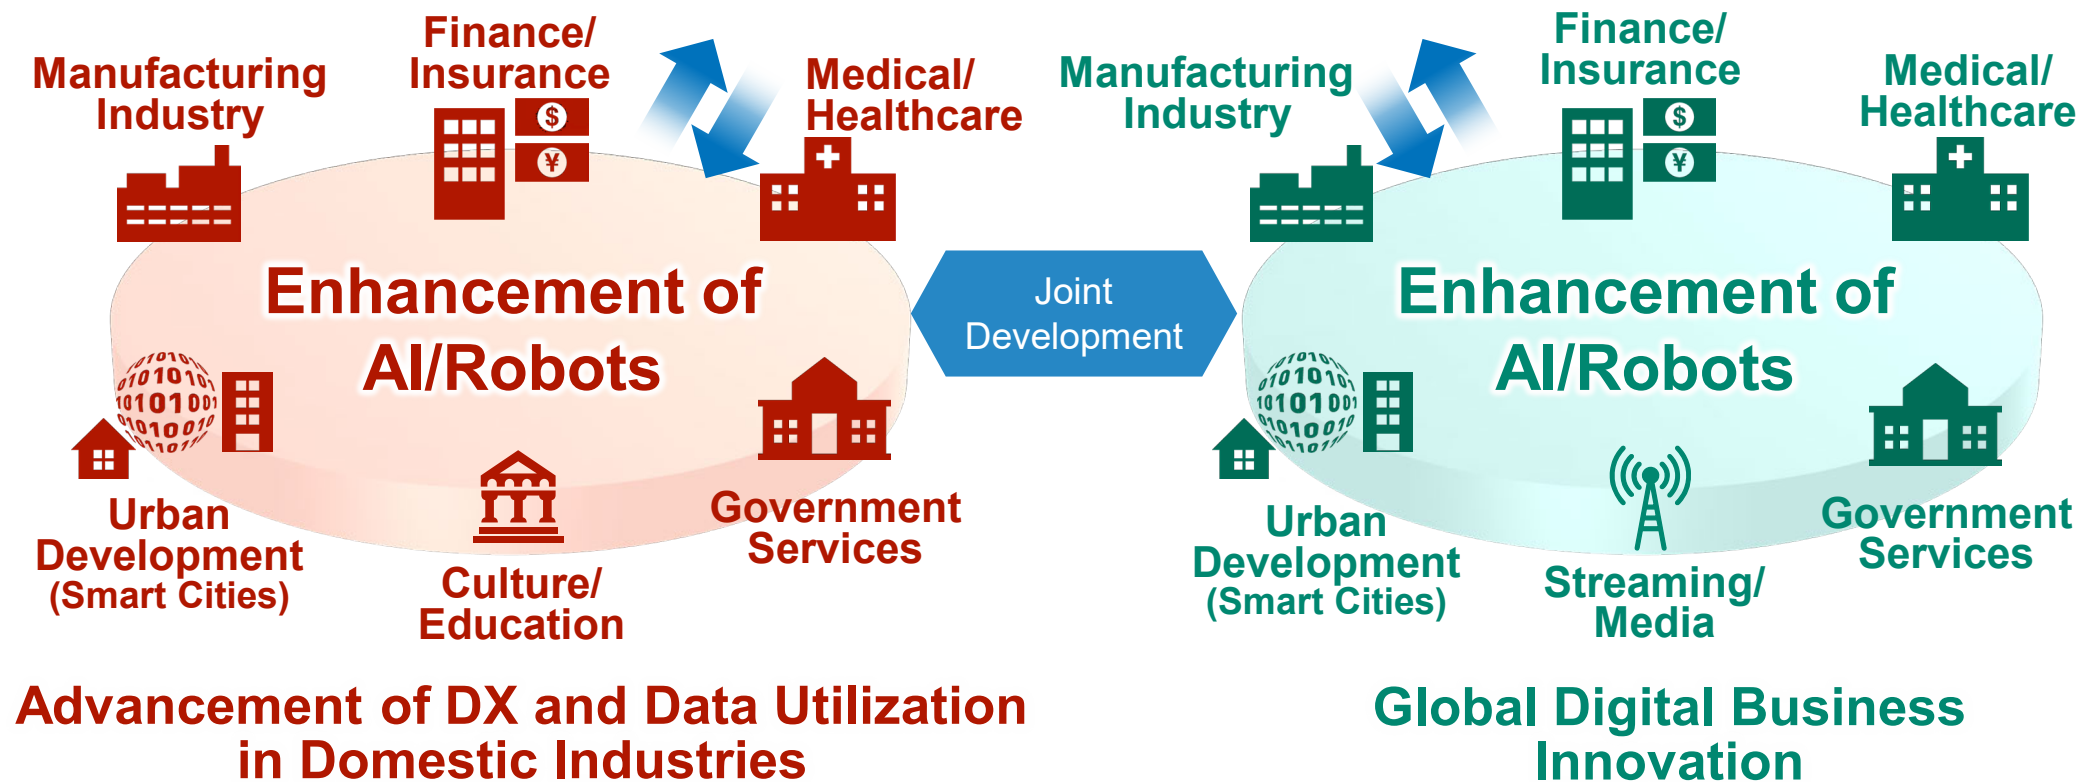 Finance/
Insurance
Manufacturing
Industry
Medical/
Healthcare
$
¥
Enhancement of
AI/Robots
Urban
Development
(Smart Cities)
Culture/
Education
Government
Services
Advancement of DX and Data Utilization
in Domestic Industries
Joint
Development
Finance/
Insurance
Manufacturing
Industry
Medical/
Healthcare
$
¥
Enhancement of
AI/Robots
Urban
Development
(Smart Cities)
Streaming/
Media
Government
Services
Global Digital Business
Innovation